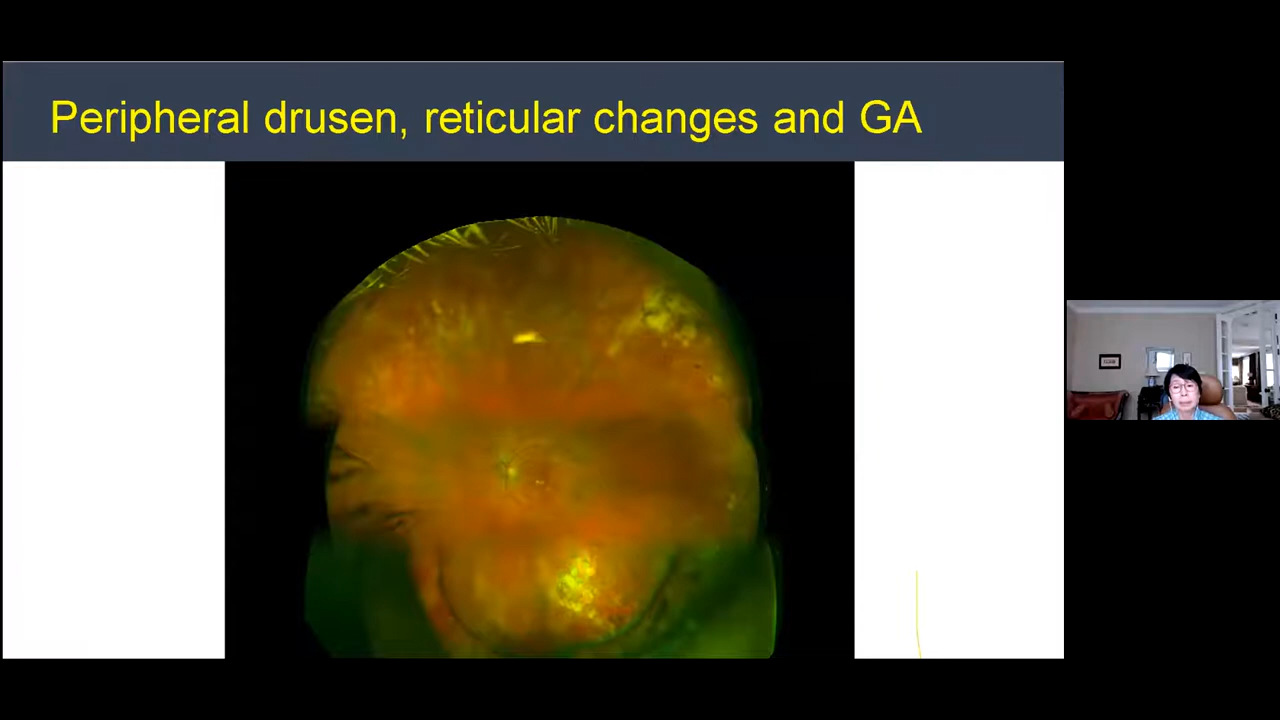 Peripheral drusen, reticular changes and GA